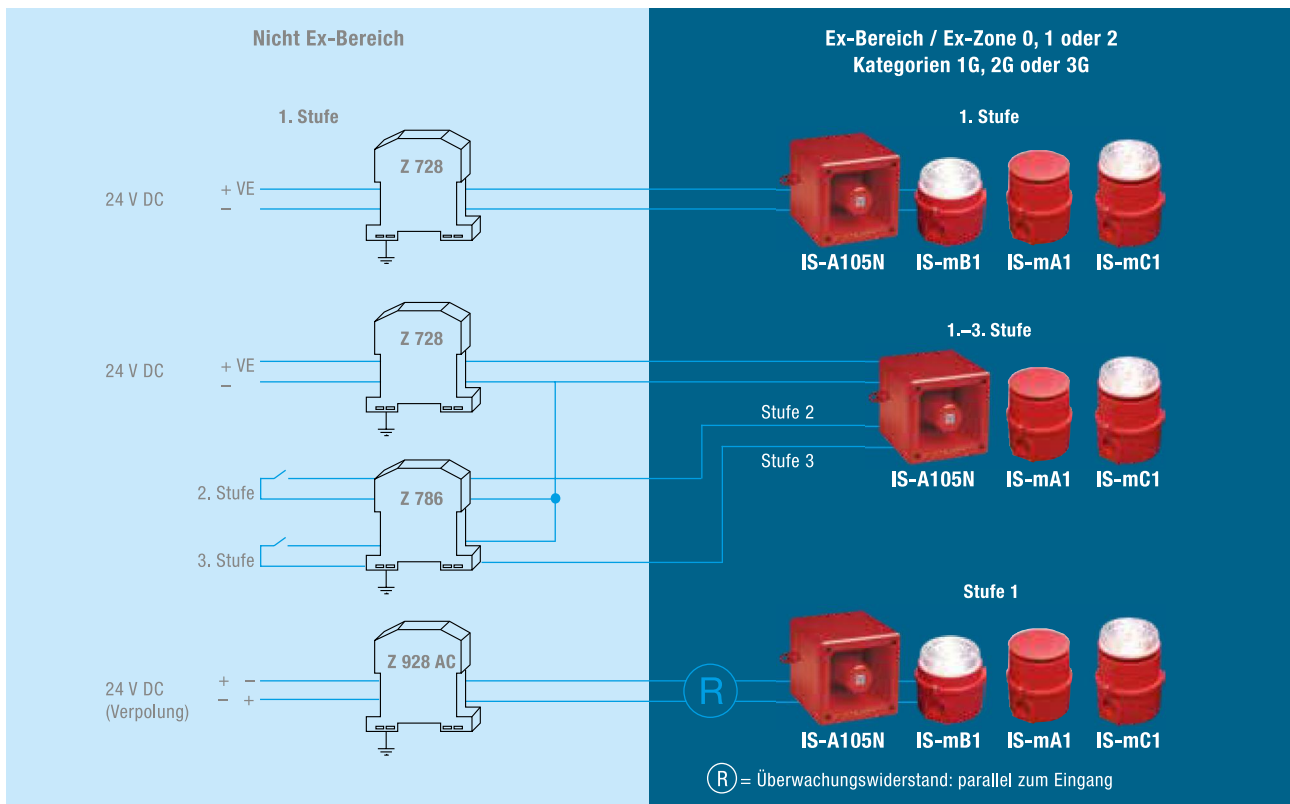 Nicht Ex-Bereich
Ex-Bereich / Ex-Zone 0, 1 oder 2
Kategorien 1G, 2G oder 3G
1. Stufe
1. Stufe
Z 728
24 V DC
+ VE
–
IS-A105N
IS-mB1
IS-mA1
IS-mC1
1.–3. Stufe
Z 728
24 V DC
+ VE
–
Stufe 2
Stufe 3
IS-A105N
IS-mA1
IS-mC1
2. Stufe
Z 786
3. Stufe
Stufe 1
Z 928 AC
24 V DC
(Verpolung)
+ –
– +
R
IS-A105N
IS-mB1
IS-mA1
IS-mC1
R = Überwachungswiderstand: parallel zum Eingang